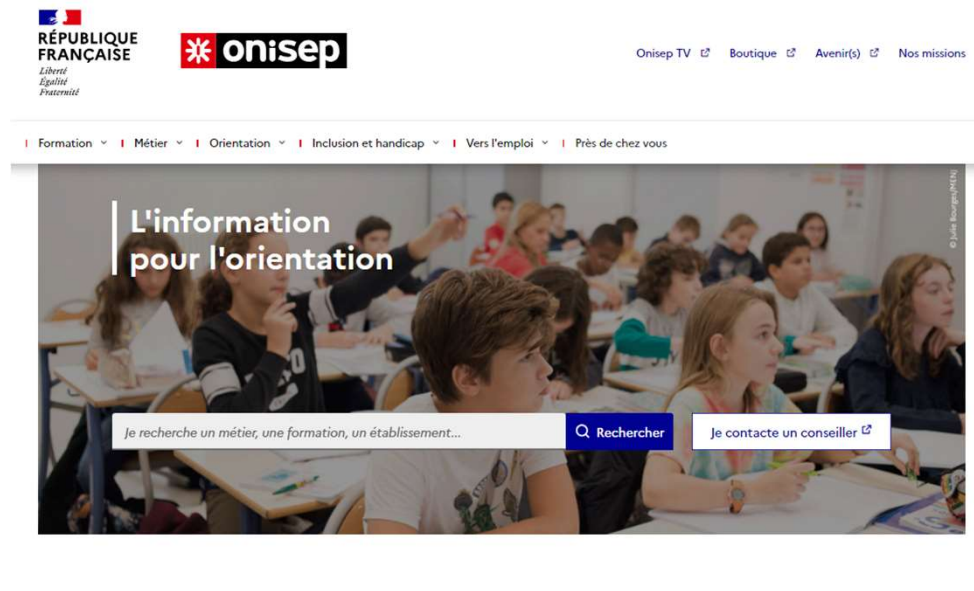 RÉPUBLIQUE
FRANÇAISE
Liberté
Égalité
Fraternité
onisep
Onisep TV Boutique Avenir(s) Nos missions
Formation Métier Orientation Inclusion et handicap Vers l'emploi Près de chez vous
L'information
pour l'orientation
© Julie Bourges/MENJ
Je recherche un métier, une formation, un établissement... Rechercher Je contacte un conseiller